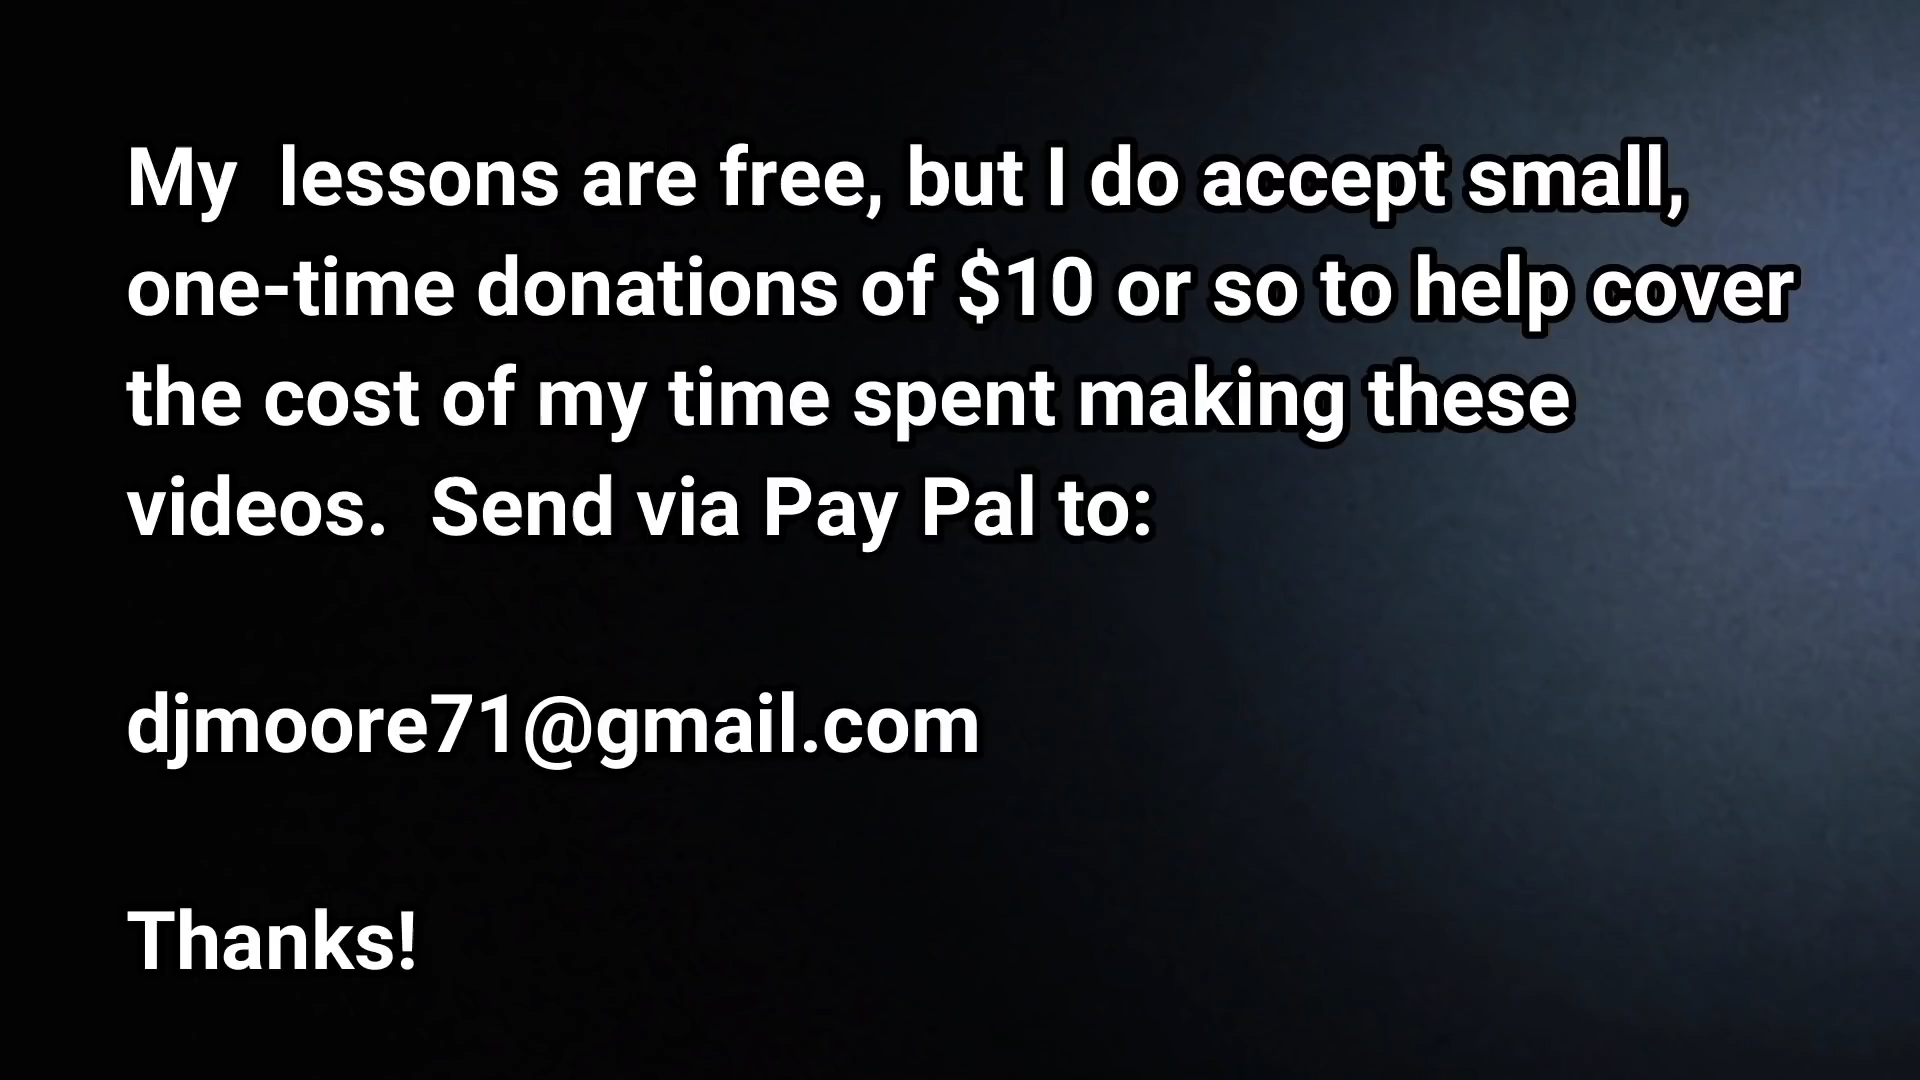 My  lessons are free, but I do accept small,
one-time donations of $10 or so to help cover
the cost of my time spent making these
videos.  Send via Pay Pal to:
djmoore71@gmail.com
Thanks!